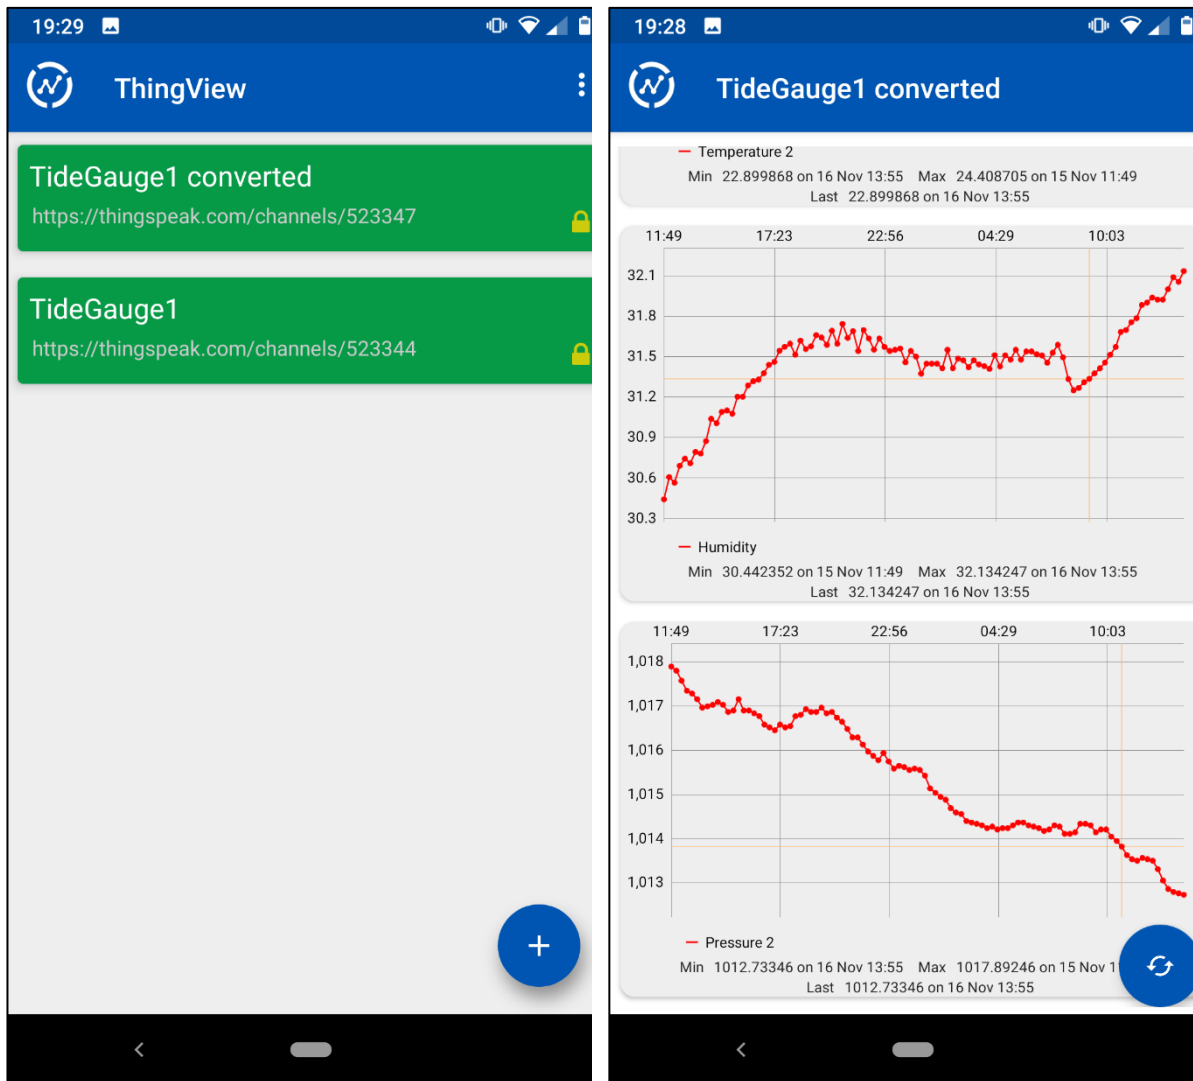 19:29
ThingView
TideGauge1 converted
https://thingspeak.com/channels/523347
TideGauge1
https://thingspeak.com/channels/523344
+
19:28
TideGauge1 converted
Temperature 2
Min 22.899868 on 16 Nov 13:55 Max 24.408705 on 15 Nov 11:49
Last 22.899868 on 16 Nov 13:55
11:49 17:23 22:56 04:29 10:03
32.1
31.8
31.5
31.2
30.9
30.6
30.3
Humidity
Min 30.442352 on 15 Nov 11:49 Max 32.134247 on 16 Nov 13:55
Last 32.134247 on 16 Nov 13:55
11:49 17:23 22:56 04:29 10:03
1,018
1,017
1,016
1,015
1,014
1,013
Pressure 2
Min 1012.73346 on 16 Nov 13:55 Max 1017.89246 on 15 Nov 1
Last 1012.73346 on 16 Nov 13:55